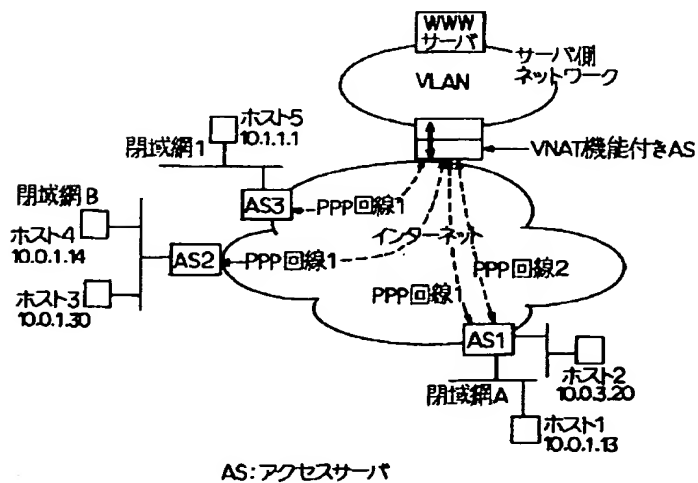 WWW
サーバ
サーバ側
ネットワーク
VLAN
ホスト5
10.1.1.1
閉域網1
VNAT機能付きAS
閉域網B
AS3
PPP回線1
ホスト4
10.0.1.14
インターネット
AS2
PPP回線1
PPP回線2
ホスト3
10.0.1.30
PPP回線1
AS1
ホスト2
10.0.3.20
閉域網A
ホスト1
10.0.1.13
AS:アクセスサーバ